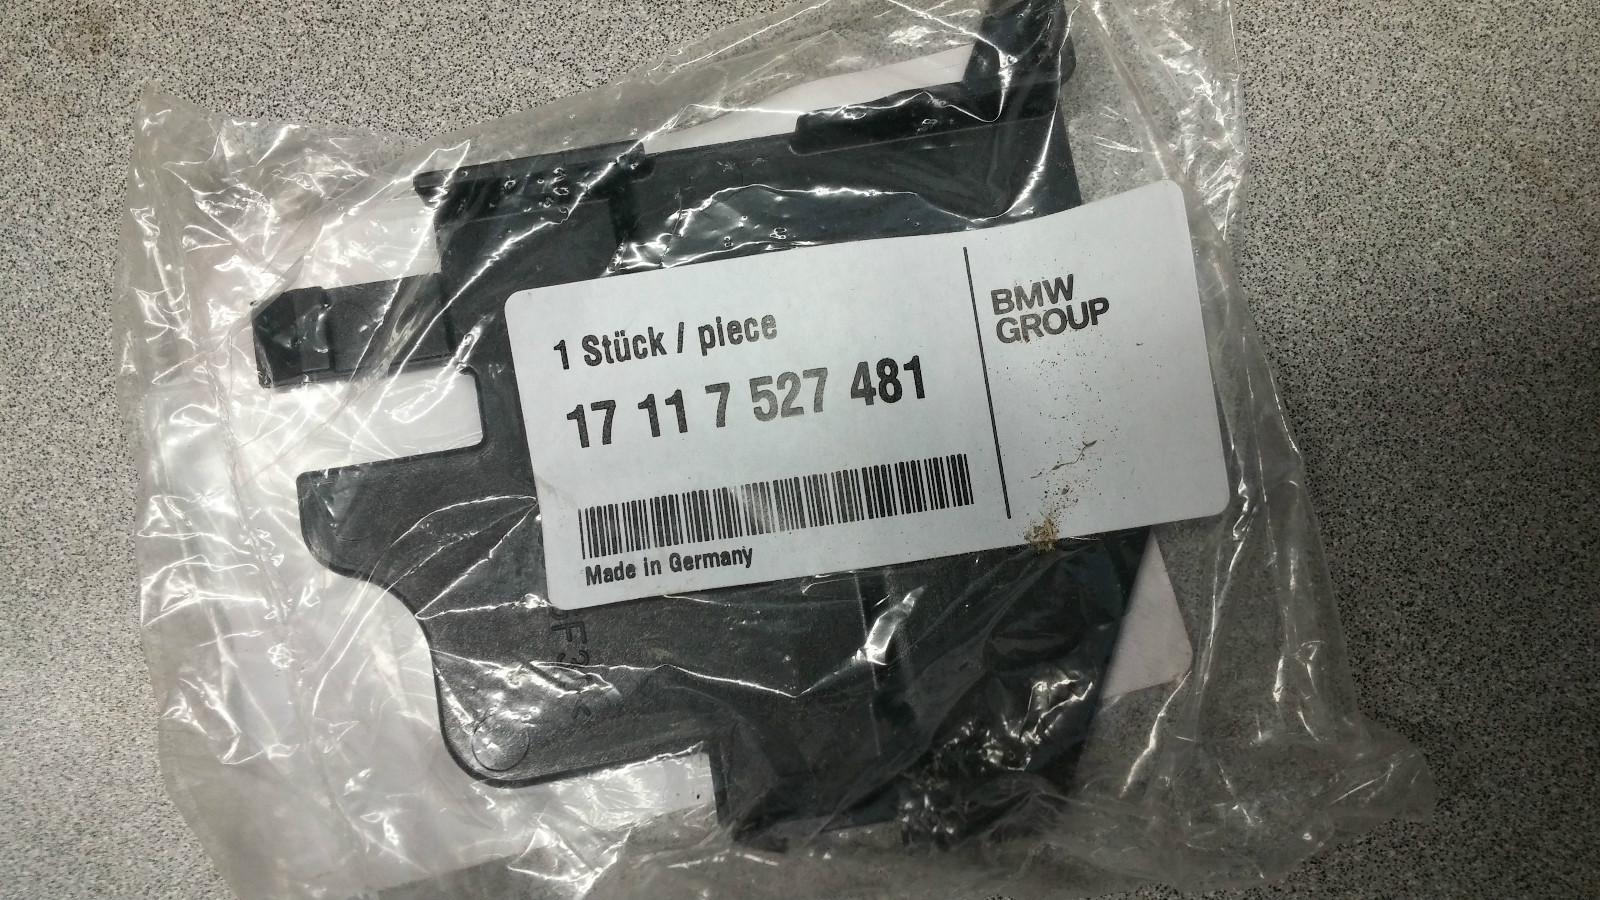 1 Stück / piece
17 11 7 527 481
Made in Germany
BMW
GROUP